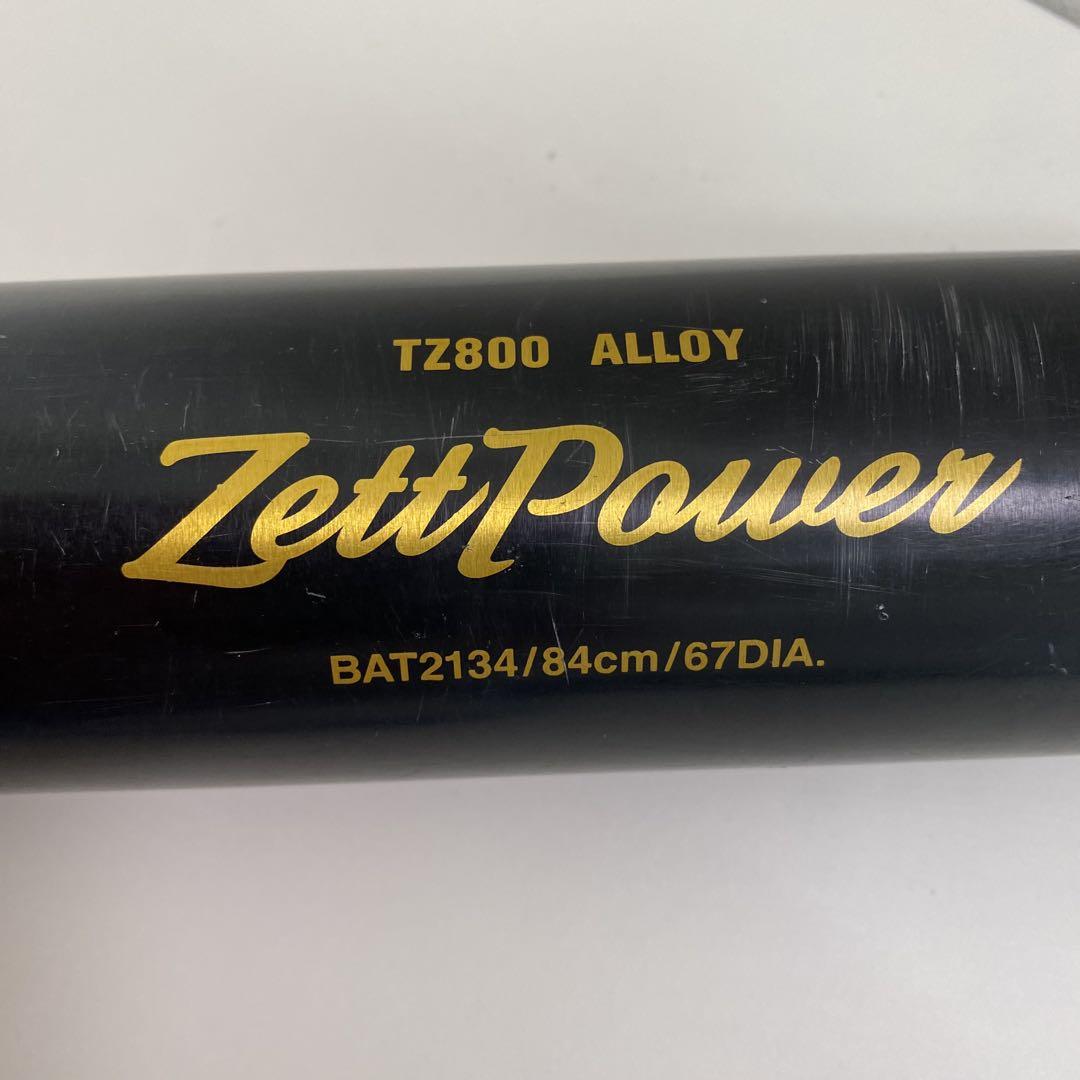 TZ800 ALLOY
ZettPower
BAT2134/84cm/67DIA.